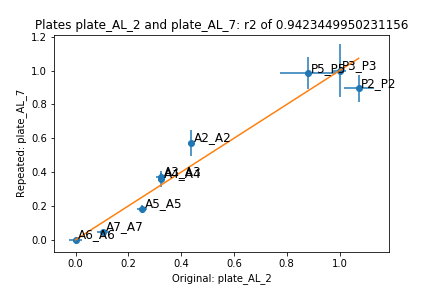 Plates plate_AL_2 and plate_AL_7: r2 of 0.9423449950231156
1.2
1.0
0.8
0.6
0.4
0.2
0.0
Repeated: plate_AL_7
P5_P5
P3_P3
P2_P2
A2_A2
A3_A3
A4_A4
A5_A5
A7_A7
A6_A6
0.0 0.2 0.4 0.6 0.8 1.0
Original: plate_AL_2